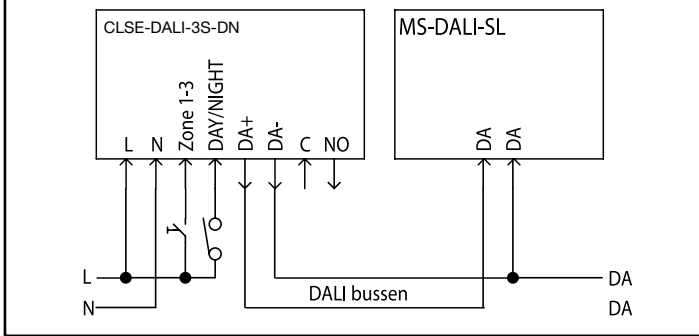 CLSE-DALI-3S-DN
MS-DALI-SL
L N Zone 1-3 DAY/NIGHT DA+ DA- C NO
DA DA
L
DA
N
DALI bussen
DA